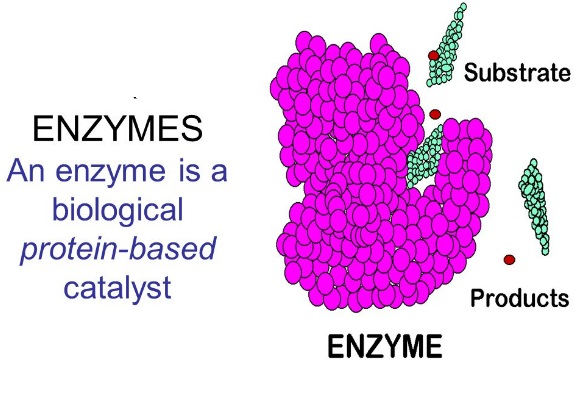 ENZYMES
An enzyme is a
biological
protein-based
catalyst
Substrate
Products
ENZYME